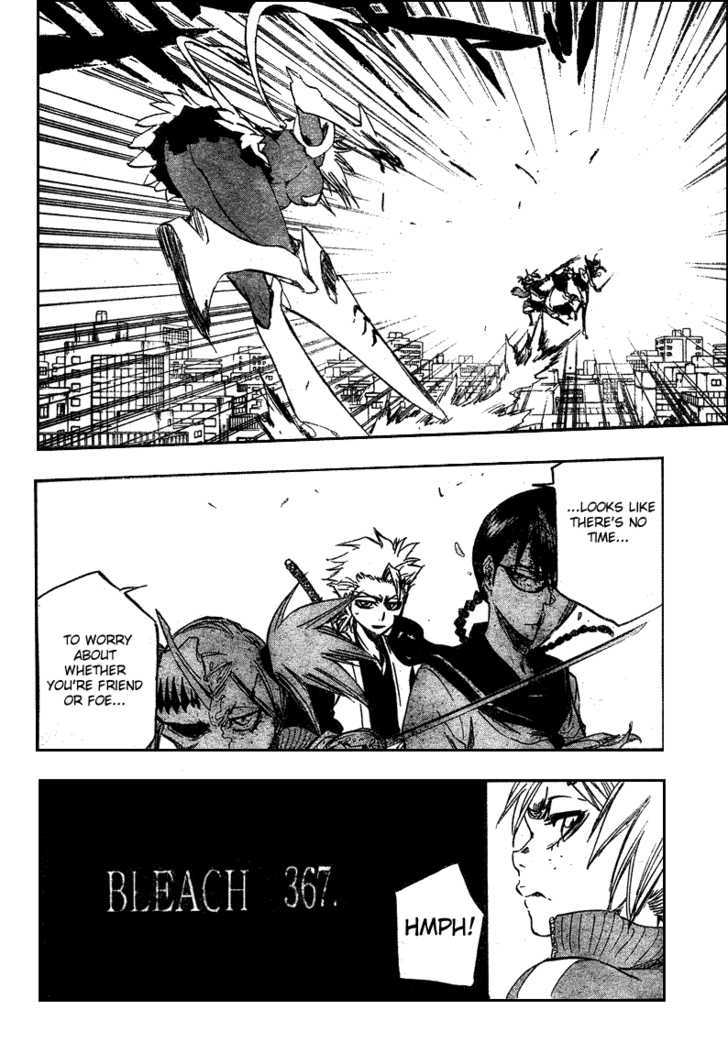 ...LOOKS LIKE
THERE'S NO
TIME...
TO WORRY
ABOUT
WHETHER
YOU'RE FRIEND
OR FOE...
HMPH!
BLEACH 367.